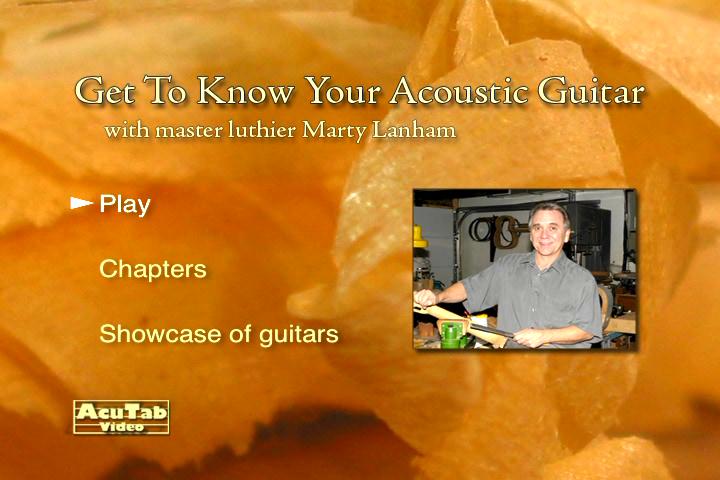 Get To Know Your Acoustic Guitar
with master luthier Marty Lanham
Play
Chapters
Showcase of guitars
AcuTab
Video